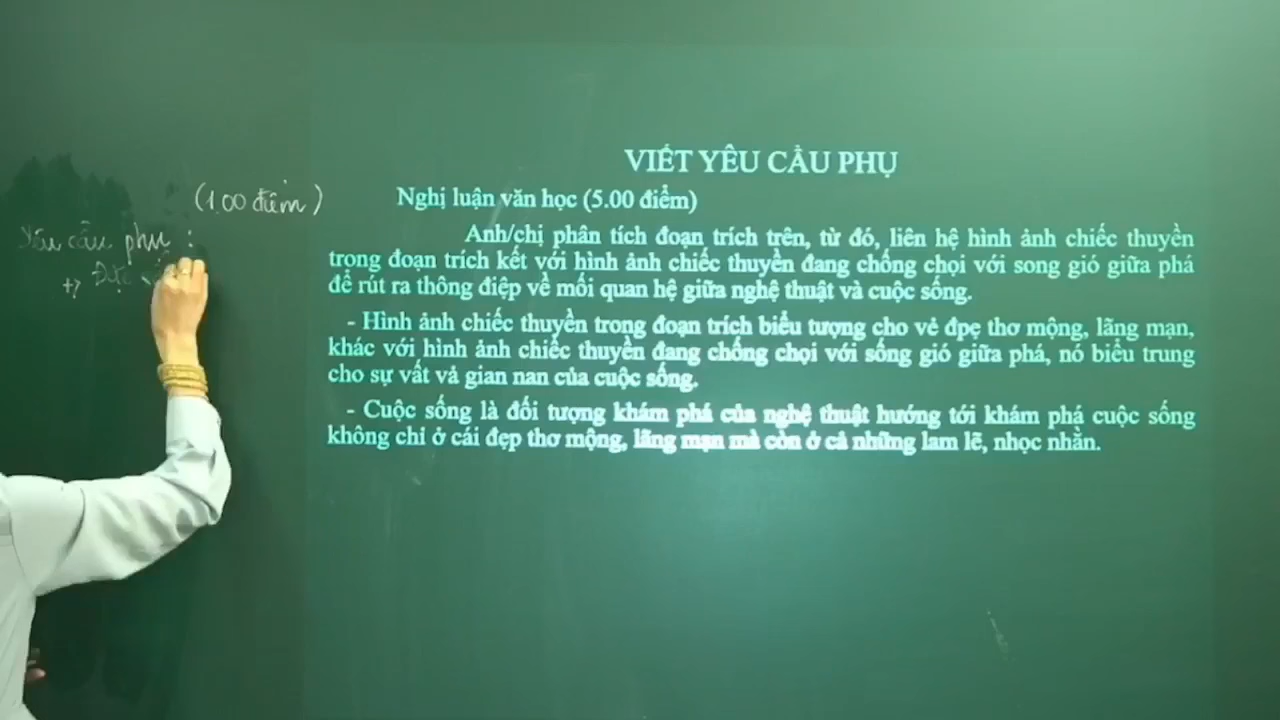 VIẾT YÊU CẦU PHỤ
(1.00 điểm)
Nghị luận văn học (5.00 điểm)
Yêu cầu phụ :
+> Được
Anh/chị phân tích đoạn trích trên, từ đó, liên hệ hình ảnh chiếc thuyền
trong đoạn trích kết với hình ảnh chiếc thuyền đang chống chọi với song gió giữa phá
để rút ra thông điệp về mối quan hệ giữa nghệ thuật và cuộc sống.
- Hình ảnh chiếc thuyền trong đoạn trích biểu tượng cho vẻ đpẹ thơ mộng, lãng mạn,
khác với hình ảnh chiếc thuyền đang chống chọi với sống gió giữa phá, nó biểu trung
cho sự vất vả gian nan của cuộc sống.
- Cuộc sống là đối tượng khám phá của nghệ thuật hướng tới khám phá cuộc sống
không chỉ ở cái đẹp thơ mộng, lãng mạn mà còn ở cả những lam lẽ, nhọc nhằn.